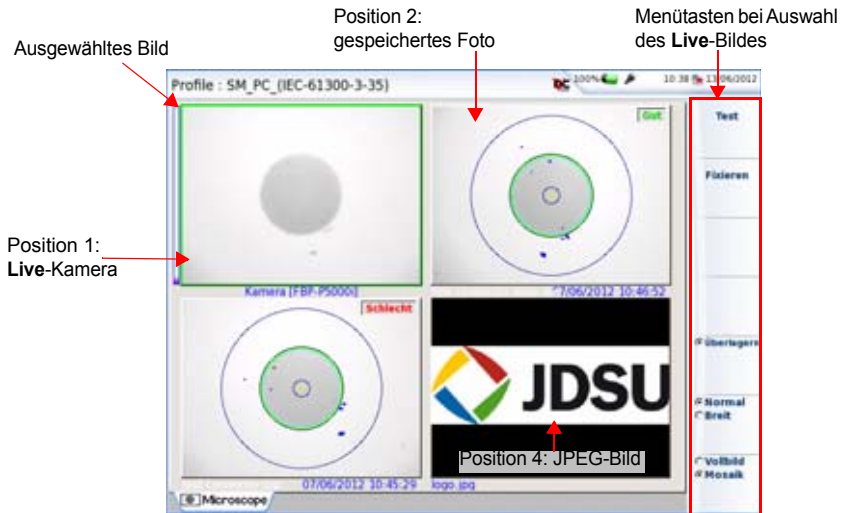 Position 2:
gespeichertes Foto
Menütasten bei Auswahl
des Live-Bildes
Ausgewähltes Bild
Profile : SM_PC_(IEC-61300-3-35)
100%
10:38
13/06/2012
Gut
Test
Fixieren
Position 1:
Live-Kamera
Kamera [FBP-P5000i]
7/06/2012 10:46:52
Schlecht
Überlagern
JDSU
Normal
Breit
Position 4: JPEG-Bild
Vollbild
Mosaik
07/06/2012 10:45:29
logo.jpg
Microscope